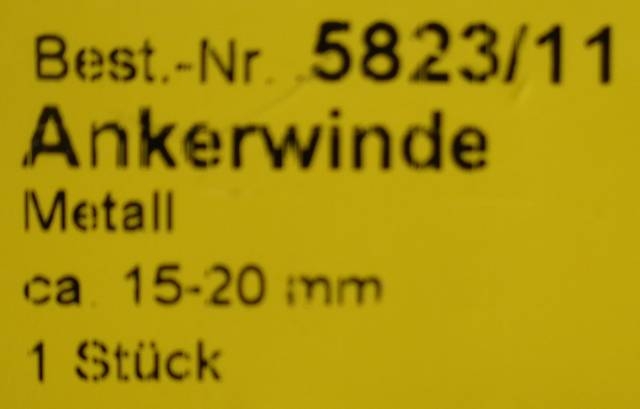 Best.-Nr. 5823/11
Ankerwinde
Metall
ca. 15-20 mm
1 Stück